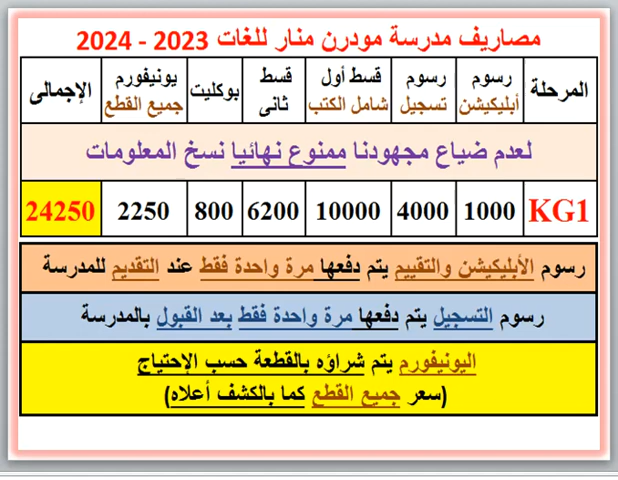 مصاريف مدرسة مودرن منار للغات 2023 - 2024
المرحلة
رسوم أبليكيشن
رسوم تسجيل
قسط أول شامل الكتب
قسط ثانى
بوكليت
يونيفورم جميع القطع
الإجمالى
لعدم ضياع مجهودنا ممنوع نهائيا نسخ المعلومات
KG1 1000 4000 10000 6200 800 2250 24250
رسوم الأبليكيشن والتقييم يتم دفعها مرة واحدة فقط عند التقديم للمدرسة
رسوم التسجيل يتم دفعها مرة واحدة فقط بعد القبول بالمدرسة
اليونيفورم يتم شراؤه بالقطعة حسب الإحتياج
(سعر جميع القطع كما بالكشف أعلاه)